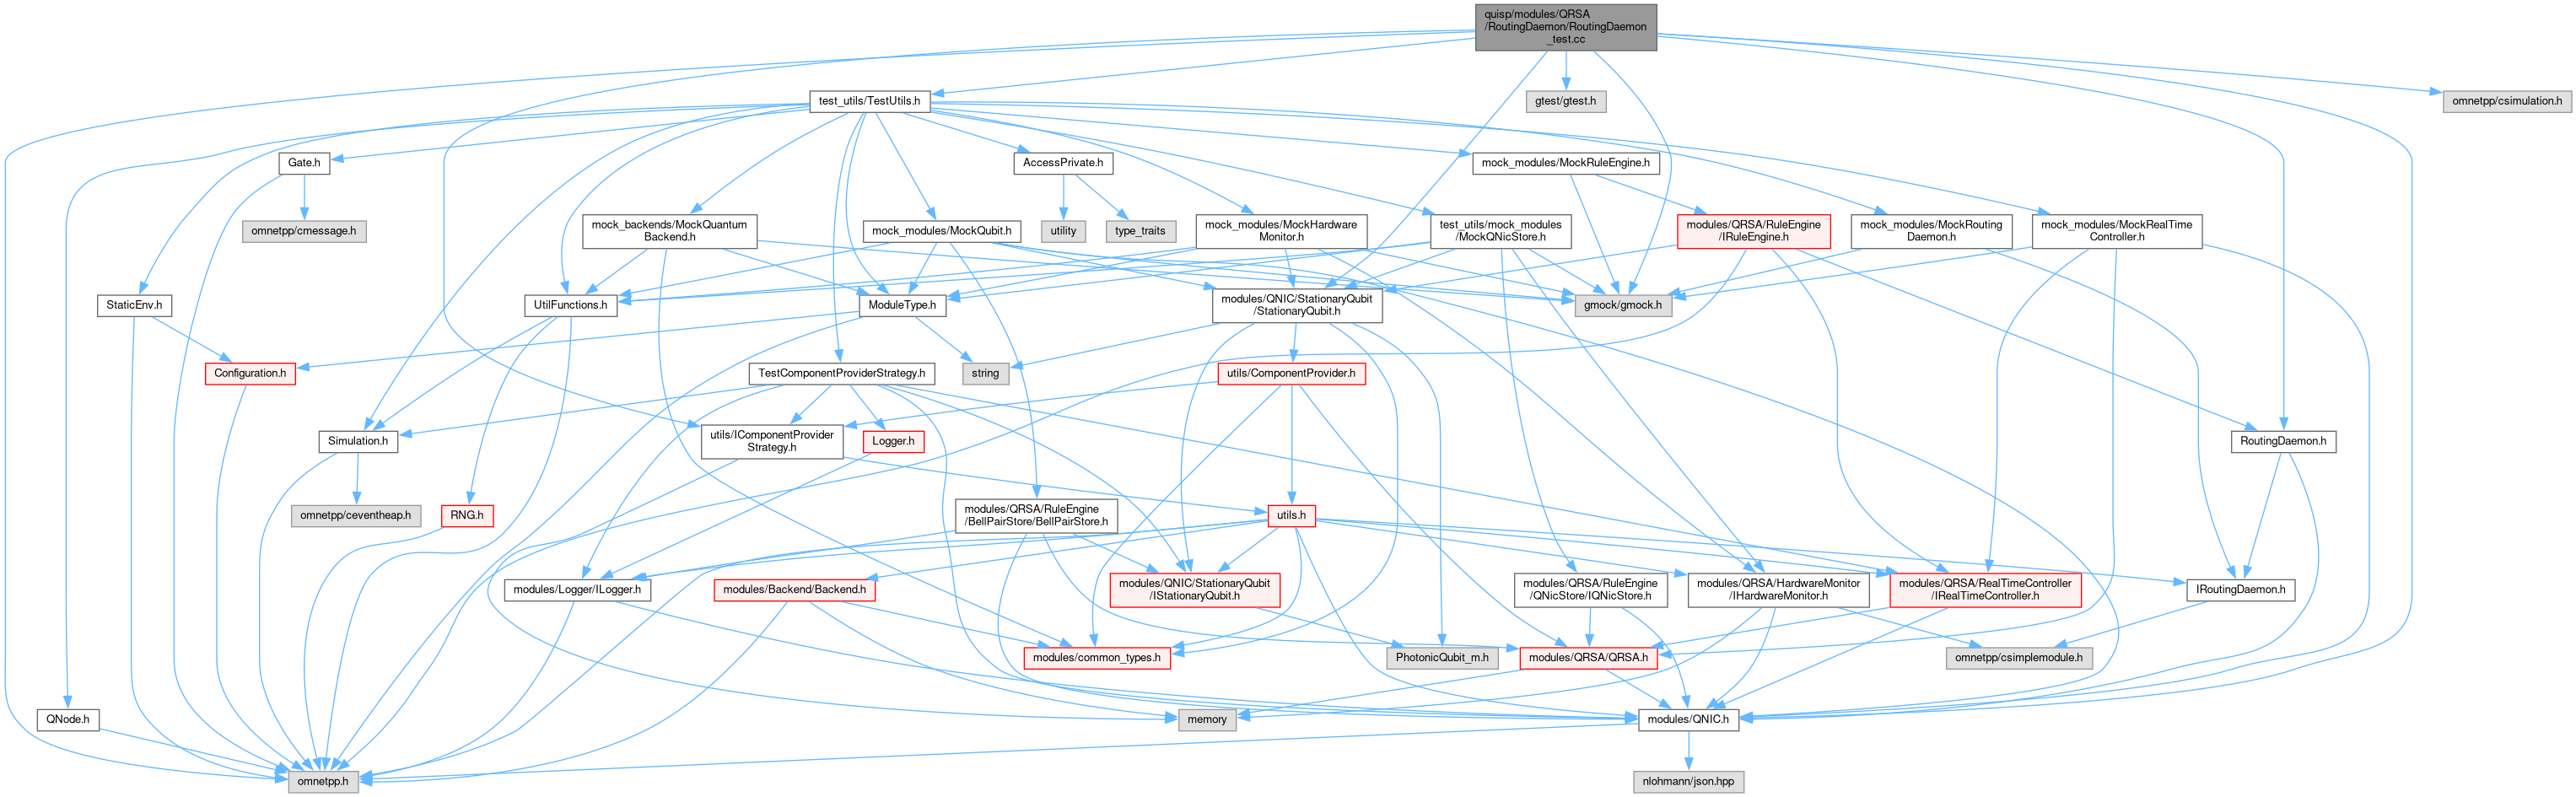 quisp/modules/QRSA
/RoutingDaemon/RoutingDaemon
_test.cc
test_utils/TestUtils.h
gtest/gtest.h
omnetpp/csimulation.h
Gate.h
AccessPrivate.h
mock_modules/MockRuleEngine.h
omnetpp/cmessage.h
mock_backends/MockQuantum
Backend.h
mock_modules/MockQubit.h
utility
type_traits
mock_modules/MockHardware
Monitor.h
test_utils/mock_modules
/MockQNicStore.h
modules/QRSA/RuleEngine
/IRuleEngine.h
mock_modules/MockRouting
Daemon.h
mock_modules/MockRealTime
Controller.h
StaticEnv.h
UtilFunctions.h
ModuleType.h
modules/QNIC/StationaryQubit
/StationaryQubit.h
gmock/gmock.h
Configuration.h
TestComponentProviderStrategy.h
string
utils/ComponentProvider.h
Simulation.h
utils/IComponentProvider
Strategy.h
Logger.h
RoutingDaemon.h
omnetpp/ceventheap.h
RNG.h
modules/QRSA/RuleEngine
/BellPairStore/BellPairStore.h
utils.h
modules/Logger/ILogger.h
modules/Backend/Backend.h
modules/QNIC/StationaryQubit
/IStationaryQubit.h
modules/QRSA/RuleEngine
/QNicStore/IQNicStore.h
modules/QRSA/HardwareMonitor
/IHardwareMonitor.h
modules/QRSA/RealTimeController
/IRealTimeController.h
IRoutingDaemon.h
modules/common_types.h
PhotonicQubit_m.h
modules/QRSA/QRSA.h
omnetpp/csimplemodule.h
QNode.h
memory
modules/QNIC.h
omnetpp.h
nlohmann/json.hpp